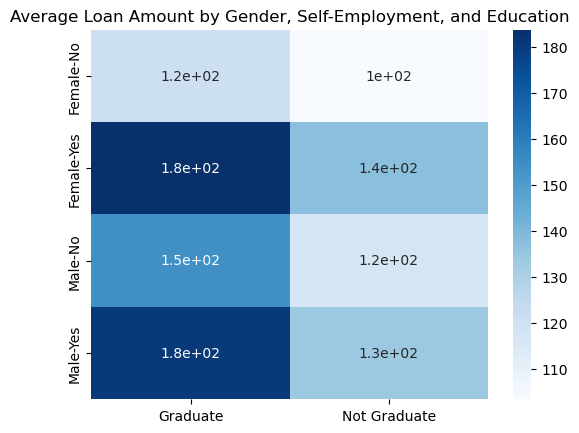 Average Loan Amount by Gender, Self-Employment, and Education
Female-No
1.2e+02
1e+02
Female-Yes
1.8e+02
1.4e+02
Male-No
1.5e+02
1.2e+02
Male-Yes
1.8e+02
1.3e+02
Graduate
Not Graduate
180
170
160
150
140
130
120
110